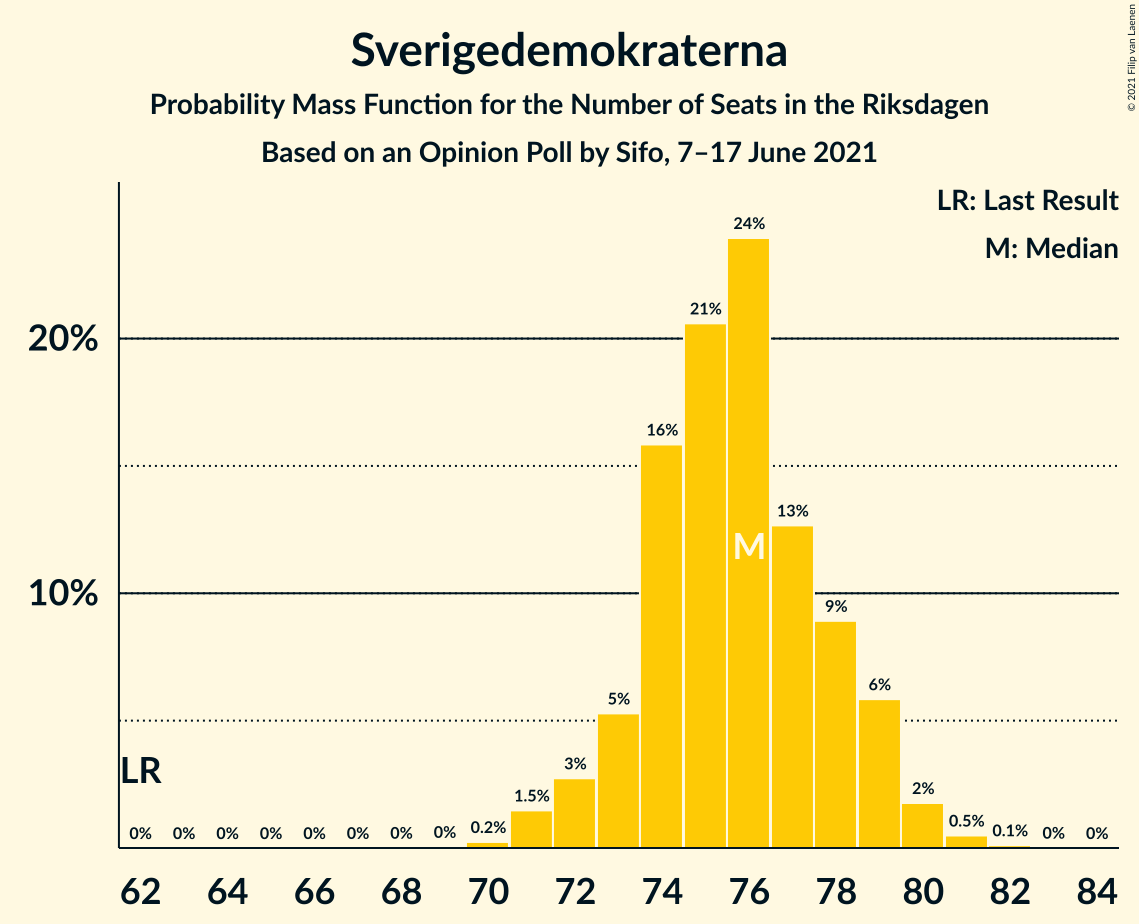 Sverigedemokraterna
Probability Mass Function for the Number of Seats in the Riksdagen
Based on an Opinion Poll by Sifo, 7–17 June 2021
© 2021 Filip van Laenen
LR: Last Result
M: Median
20%
10%
LR
M
0% 0% 0% 0% 0% 0% 0% 0% 0.2% 1.5% 3% 5% 16% 21% 24% 13% 9% 6% 2% 0.5% 0.1% 0% 0%
62 64 66 68 70 72 74 76 78 80 82 84